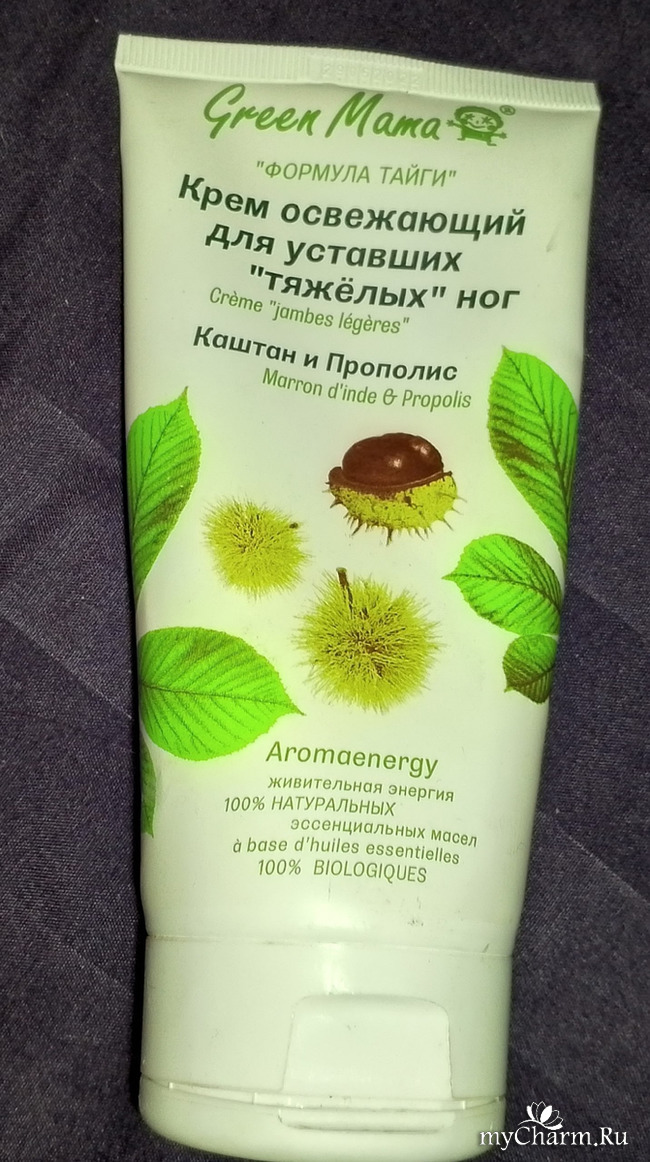 Green Mama ®
"ФОРМУЛА ТАЙГИ"
Крем освежающий
для уставших
"тяжёлых" ног
Crème "jambes légères"
Каштан и Прополис
Marron d'inde & Propolis
Aromaenergy
живительная энергия
100% НАТУРАЛЬНЫХ
эссенциальных масел
à base d'huiles essentielles
100% BIOLOGIQUES
myCharm.Ru